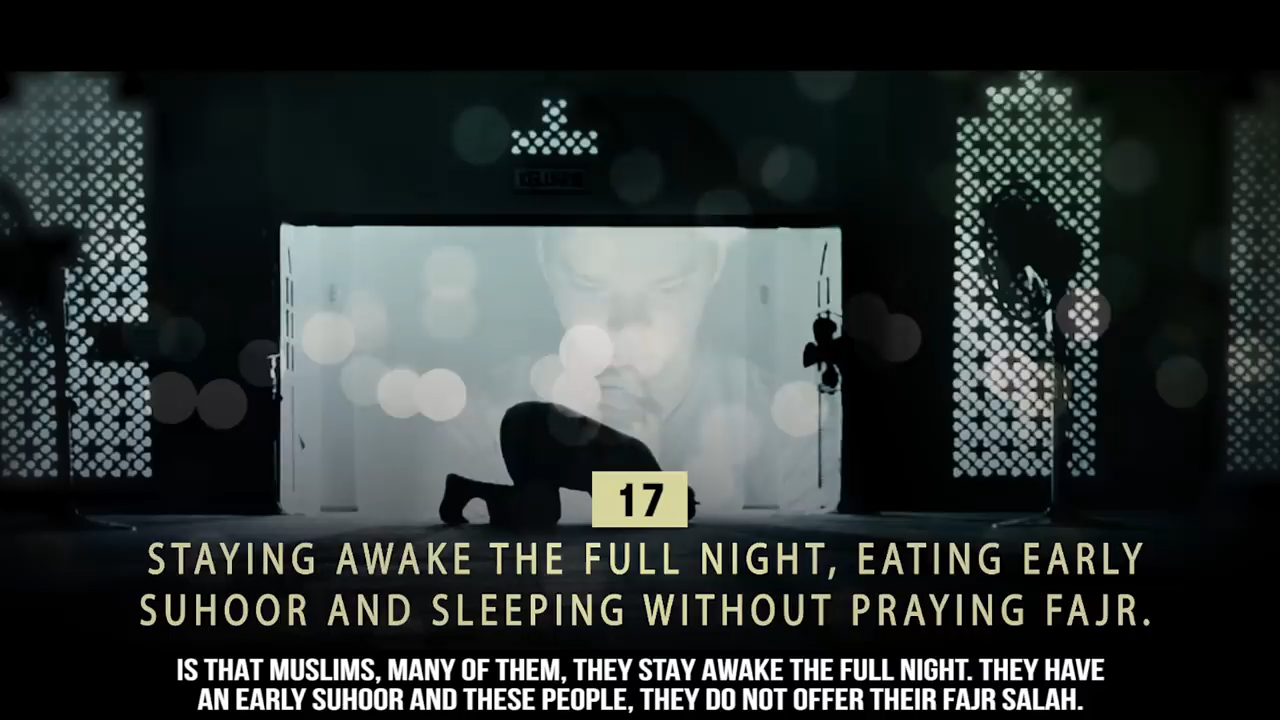 17
STAYING AWAKE THE FULL NIGHT, EATING EARLY
SUHOOR AND SLEEPING WITHOUT PRAYING FAJR.
IS THAT MUSLIMS, MANY OF THEM, THEY STAY AWAKE THE FULL NIGHT. THEY HAVE
AN EARLY SUHOOR AND THESE PEOPLE, THEY DO NOT OFFER THEIR FAJR SALAH.